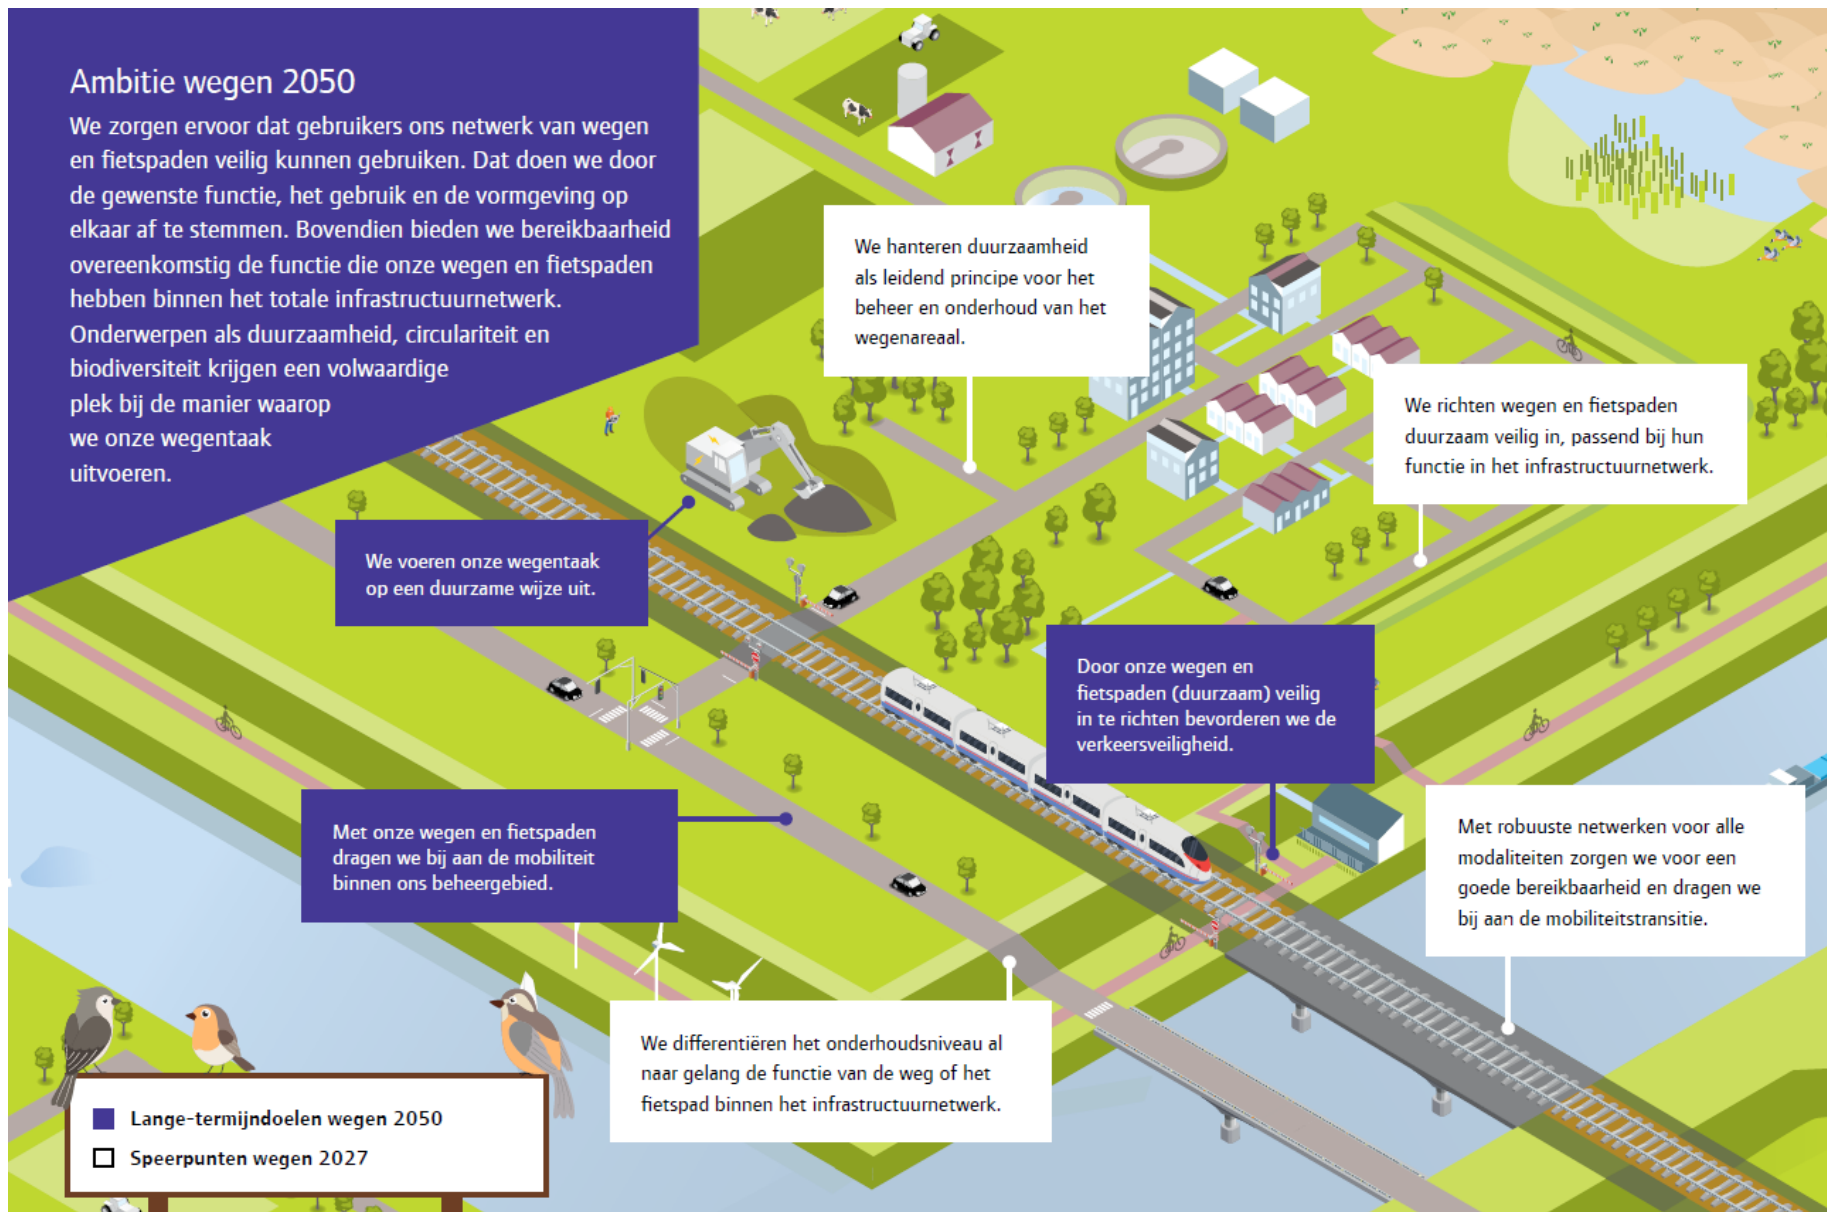 Ambitie wegen 2050
We zorgen ervoor dat gebruikers ons netwerk van wegen
en fietspaden veilig kunnen gebruiken. Dat doen we door
de gewenste functie, het gebruik en de vormgeving op
elkaar af te stemmen. Bovendien bieden we bereikbaarheid
overeenkomstig de functie die onze wegen en fietspaden
hebben binnen het totale infrastructuurnetwerk.
Onderwerpen als duurzaamheid, circulariteit en
biodiversiteit krijgen een volwaardige
plek bij de manier waarop
we onze wegentaak
uitvoeren.
We hanteren duurzaamheid
als leidend principe voor het
beheer en onderhoud van het
wegenareaal.
We richten wegen en fietspaden
duurzaam veilig in, passend bij hun
functie in het infrastructuurnetwerk.
We voeren onze wegentaak
op een duurzame wijze uit.
Door onze wegen en
fietspaden (duurzaam) veilig
in te richten bevorderen we de
verkeersveiligheid.
Met onze wegen en fietspaden
dragen we bij aan de mobiliteit
binnen ons beheergebied.
Met robuuste netwerken voor alle
modaliteiten zorgen we voor een
goede bereikbaarheid en dragen we
bij aan de mobiliteitstransitie.
We differentiëren het onderhoudsniveau al
naar gelang de functie van de weg of het
fietspad binnen het infrastructuurnetwerk.
Lange-termijndoelen wegen 2050
Speerpunten wegen 2027